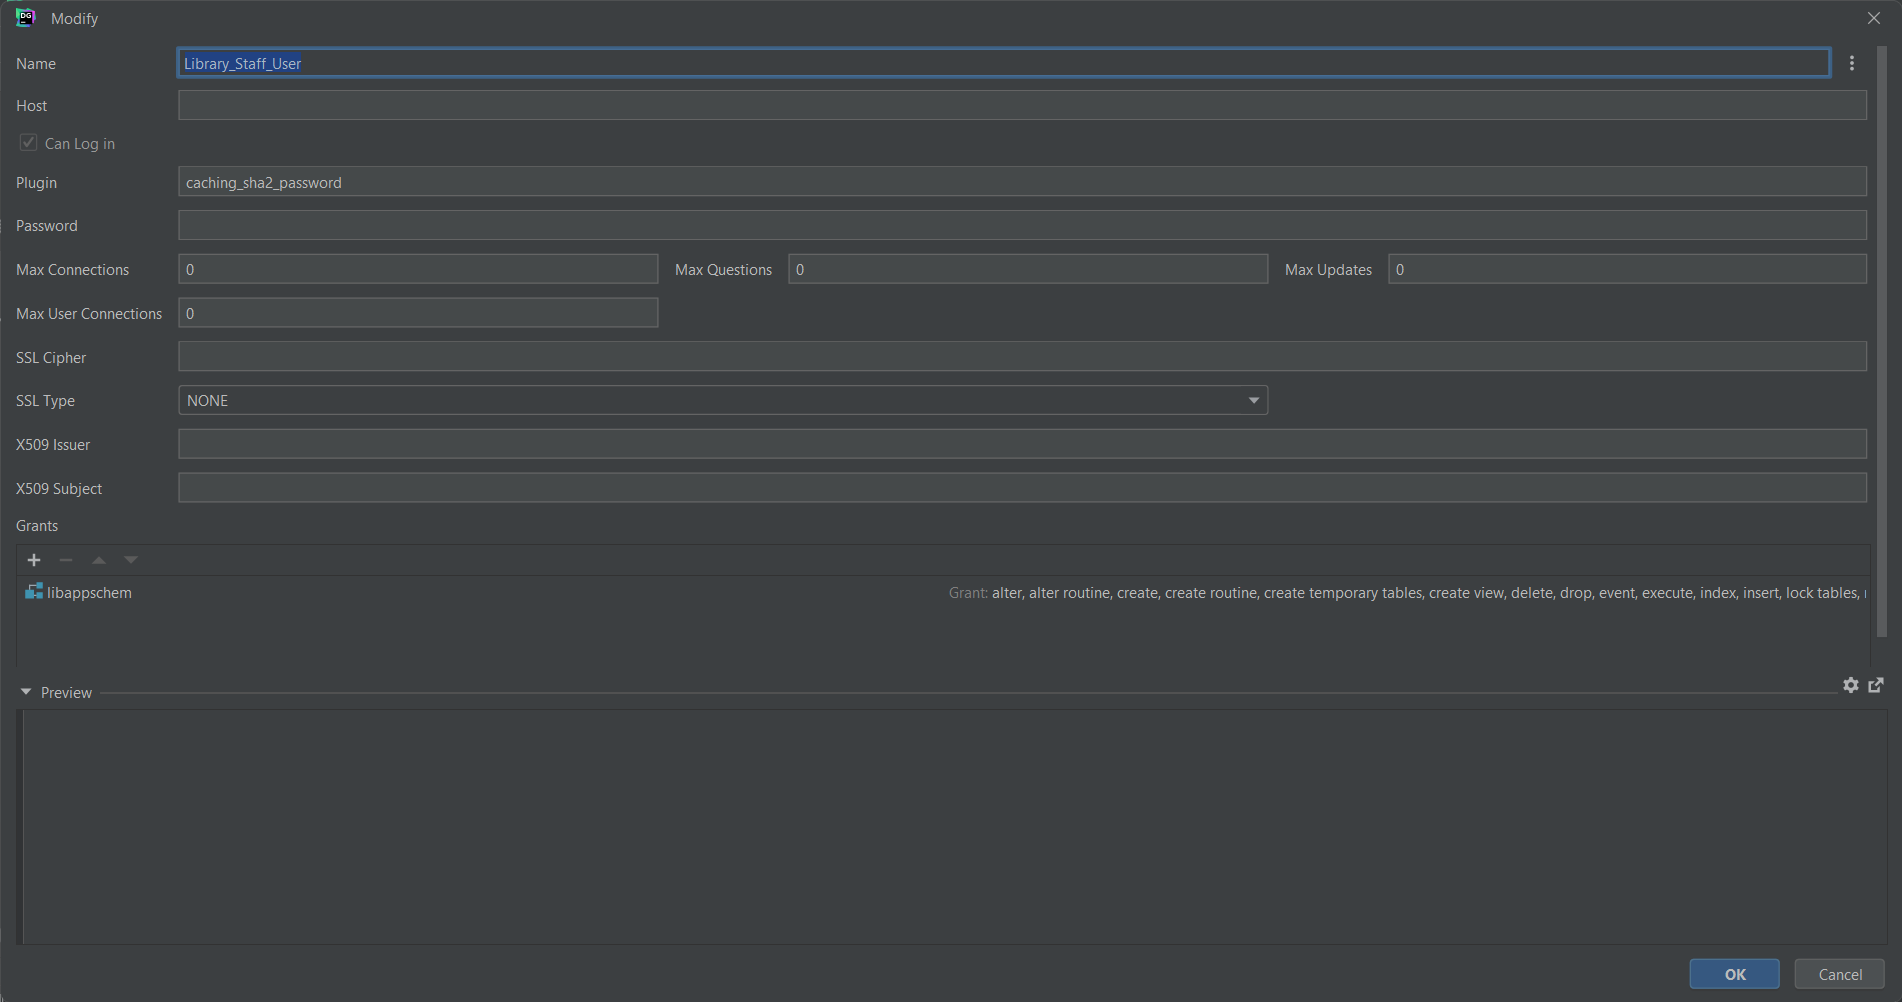 DG Modify
Name Library_Staff_User
Host
Can Log in
Plugin caching_sha2_password
Password
Max Connections 0 Max Questions 0 Max Updates 0
Max User Connections 0
SSL Cipher
SSL Type NONE
X509 Issuer
X509 Subject
Grants
libappschem Grant: alter, alter routine, create, create routine, create temporary tables, create view, delete, drop, event, execute, index, insert, lock tables,
Preview
OK Cancel